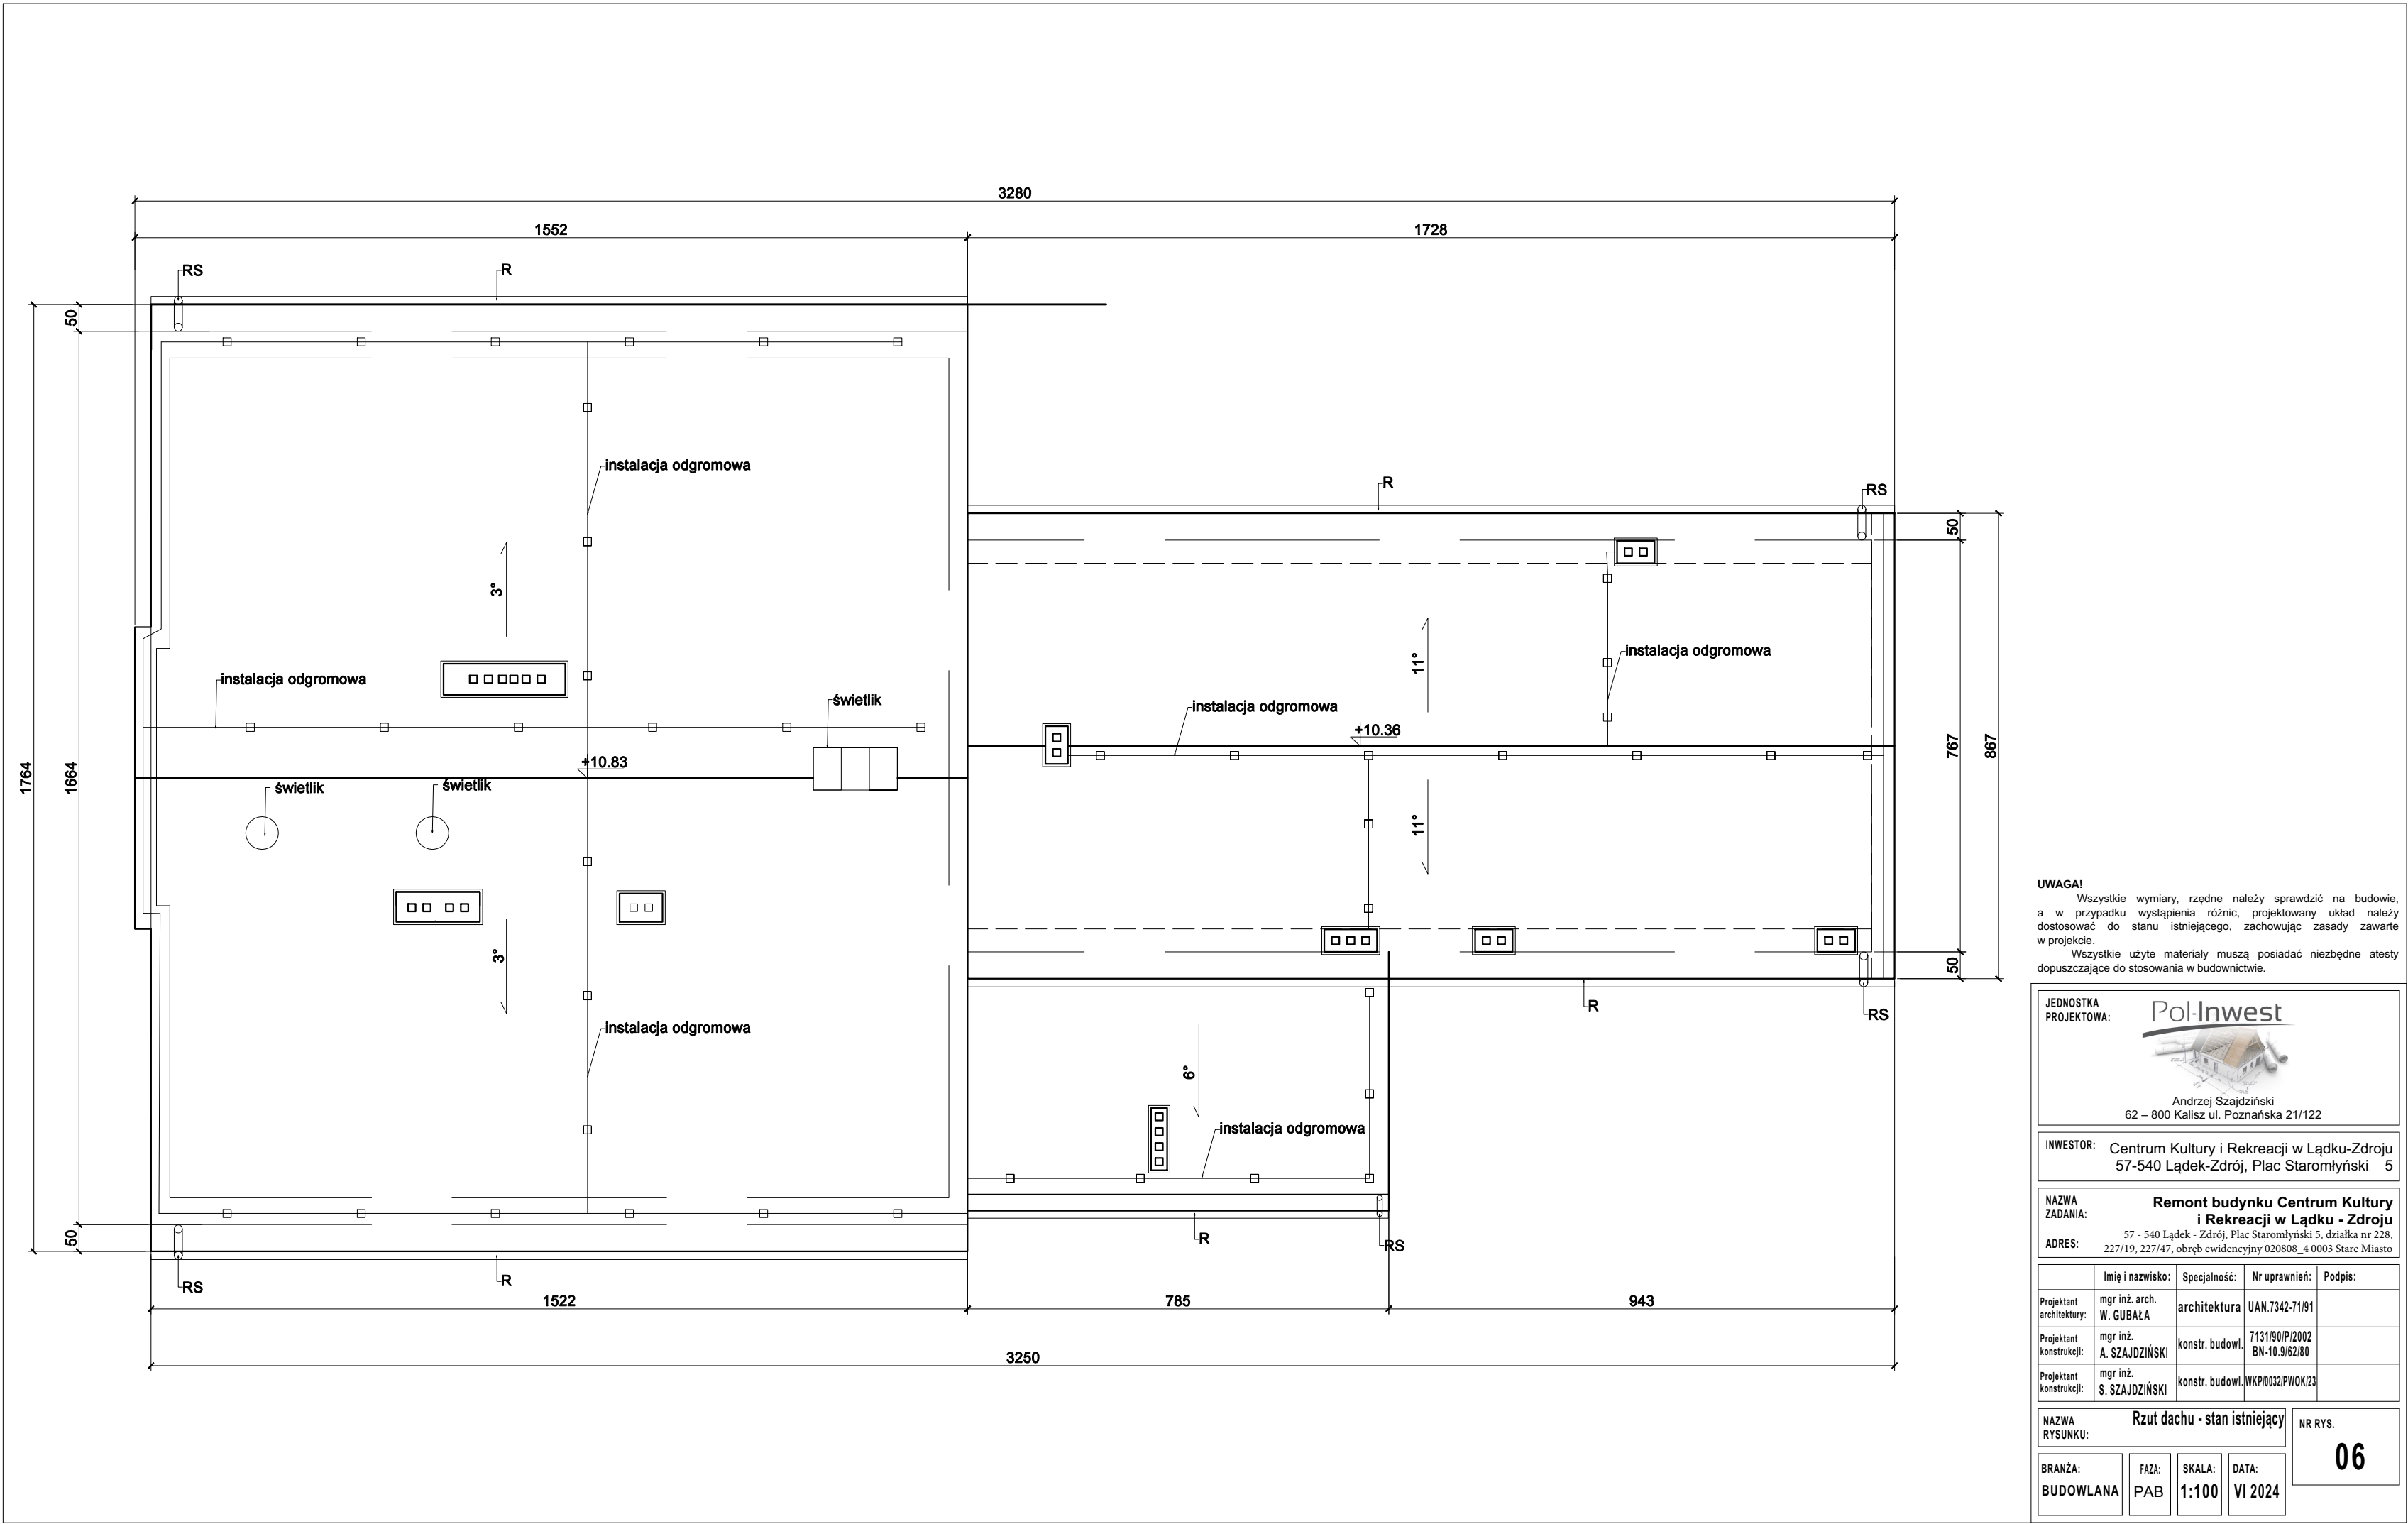 3280
1552
1728
RS
R
50
instalacja odgromowa
R
RS
50
3°
11°
instalacja odgromowa
instalacja odgromowa
świetlik
instalacja odgromowa
+10.36
+10.83
1764
1664
767
867
świetlik
świetlik
11°
3°
50
R
RS
instalacja odgromowa
6°
instalacja odgromowa
50
R
RS
RS
R
1522
785
943
3250
UWAGA!
Wszystkie wymiary, rzędne należy sprawdzić na budowie,
a w przypadku wystąpienia różnic, projektowany układ należy
dostosować do stanu istniejącego, zachowując zasady zawarte
w projekcie.
Wszystkie użyte materiały muszą posiadać niezbędne atesty
dopuszczające do stosowania w budownictwie.
JEDNOSTKA
PROJEKTOWA:
Pol-Inwest
Andrzej Szajdziński
62 – 800 Kalisz ul. Poznańska 21/122
INWESTOR:
Centrum Kultury i Rekreacji w Lądku-Zdroju
57-540 Lądek-Zdrój, Plac Staromłyński 5
NAZWA
ZADANIA:
Remont budynku Centrum Kultury
i Rekreacji w Lądku - Zdroju
ADRES:
57 - 540 Lądek - Zdrój, Plac Staromłyński 5, działka nr 228,
227/19, 227/47, obręb ewidencyjny 020808_4 0003 Stare Miasto
Imię i nazwisko: Specjalność: Nr uprawnień: Podpis:
Projektant
architektury:
mgr inż. arch.
W. GUBAŁA
architektura
UAN.7342-71/91
Projektant
konstrukcji:
mgr inż.
A. SZAJDZIŃSKI
konstr. budowl.
7131/90/P/2002
BN-10.9/62/80
Projektant
konstrukcji:
mgr inż.
S. SZAJDZIŃSKI
konstr. budowl.
WKP/0032/PWOK/23
NAZWA
RYSUNKU:
Rzut dachu - stan istniejący
NR RYS.
06
BRANŻA:
BUDOWLANA
FAZA:
PAB
SKALA:
1:100
DATA:
VI 2024